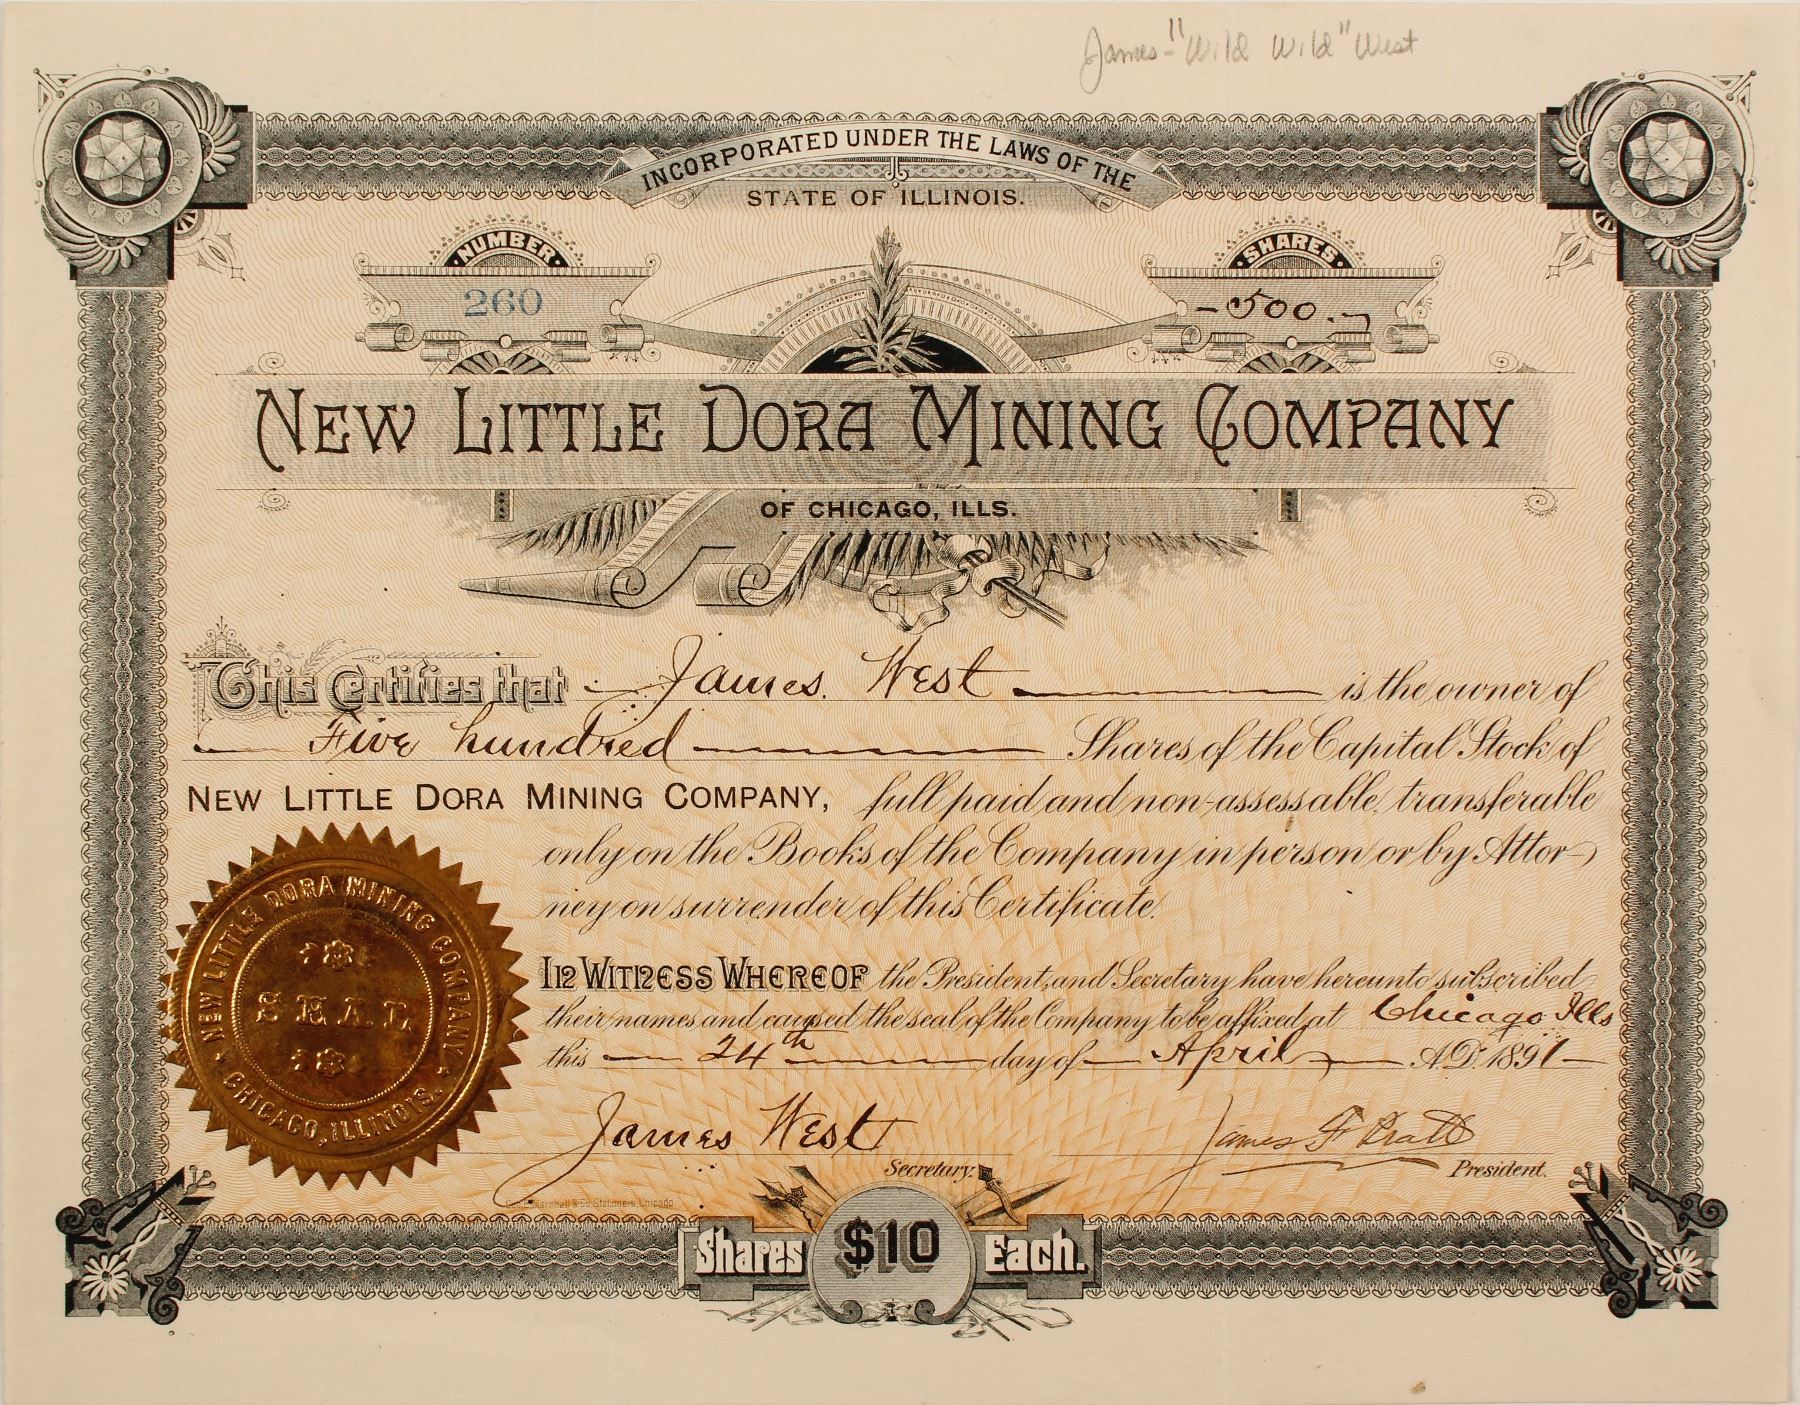 James - "Wild Wild" West
INCORPORATED UNDER THE LAWS OF THE
STATE OF ILLINOIS.
NUMBER
260
SHARES
-500.-
NEW LITTLE DORA MINING COMPANY
OF CHICAGO, ILLS.
This Certifies that James. West is the owner of
Five hundred Shares of the Capital Stock of
NEW LITTLE DORA MINING COMPANY, full paid and non-assessable, transferable
only on the Books of the Company in person or by Attor-
ney on surrender of this Certificate.
IN WITNESS WHEREOF the President and Secretary have hereunto subscribed
their names and caused the seal of the Company to be affixed at Chicago Ills
this 24th day of April A.D. 1891
NEW LITTLE DORA MINING COMPANY
SEAL
CHICAGO, ILLINOIS.
James West
Secretary.
James F Pratt
President.
Marshall & Co. Stationers, Chicago
Shares $10 Each.